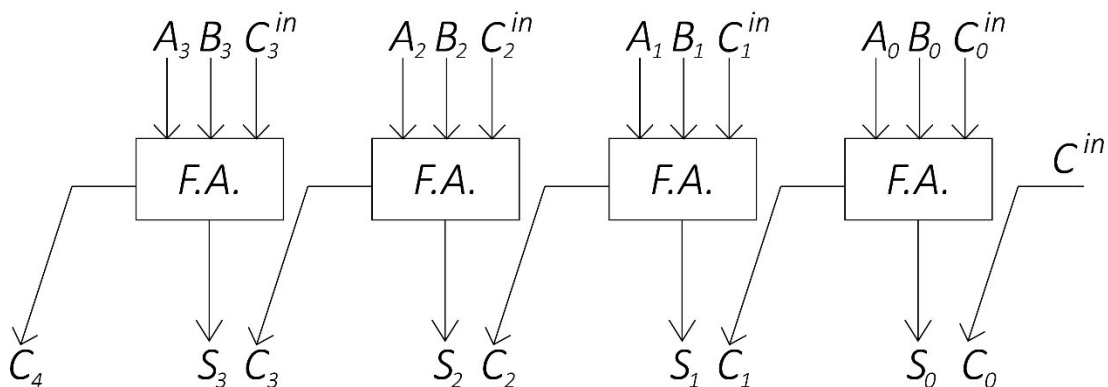 A₃ B₃ C₃ⁱⁿ A₂ B₂ C₂ⁱⁿ A₁ B₁ C₁ⁱⁿ A₀ B₀ C₀ⁱⁿ
F.A. F.A. F.A. F.A. Cⁱⁿ
C₄ S₃ C₃ S₂ C₂ S₁ C₁ S₀ C₀